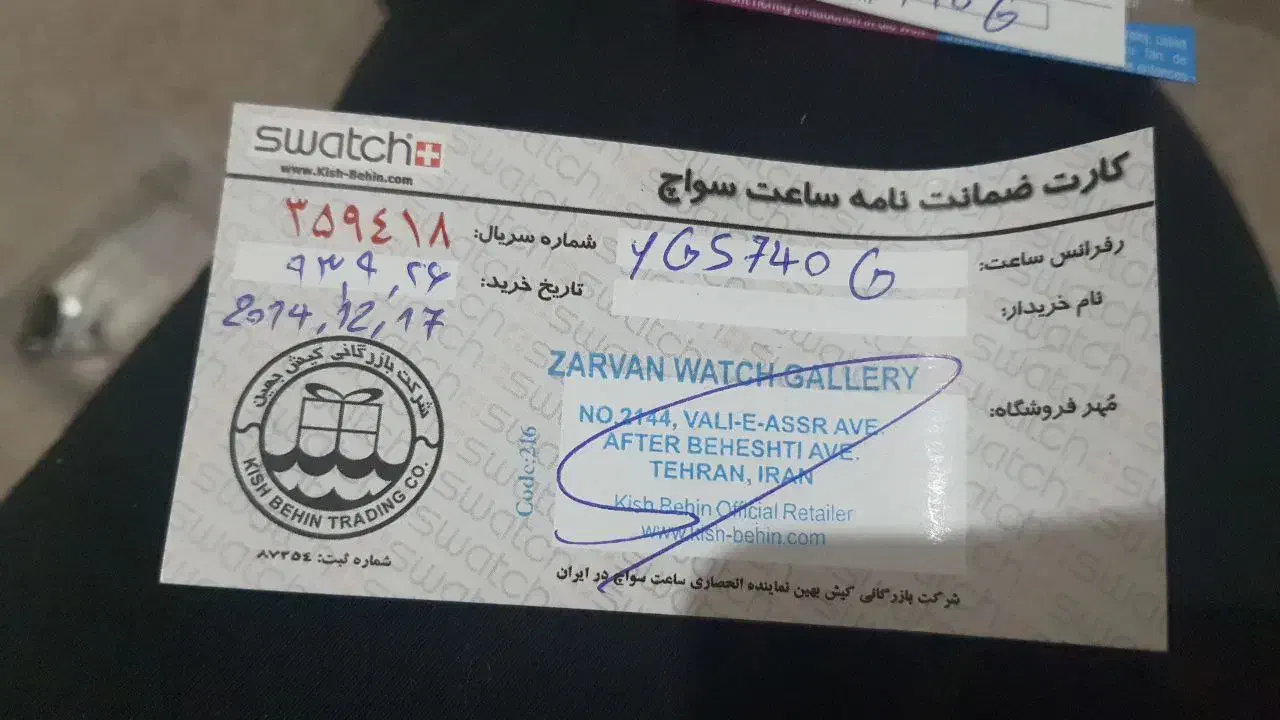 swatch
www.Kish-Behin.com
کارت ضمانت نامه ساعت سواچ
رفرانس ساعت: YGS740 G
شماره سریال: ۳۵۹٤۱۸
نام خریدار:
تاریخ خرید: ۹۳,۹,۲۶
2014,12,17
مُهر فروشگاه:
ZARVAN WATCH GALLERY
NO.2144, VALI-E-ASSR AVE.
AFTER BEHESHTI AVE.
TEHRAN, IRAN
Kish Behin Official Retailer
www.kish-behin.com
Code:216
شرکت بازرگانی کیش بهین
KISH BEHIN TRADING CO.
شماره ثبت: ۸۷۲۵٤
شرکت بازرگانی کیش بهین نماینده انحصاری ساعت سواچ در ایران